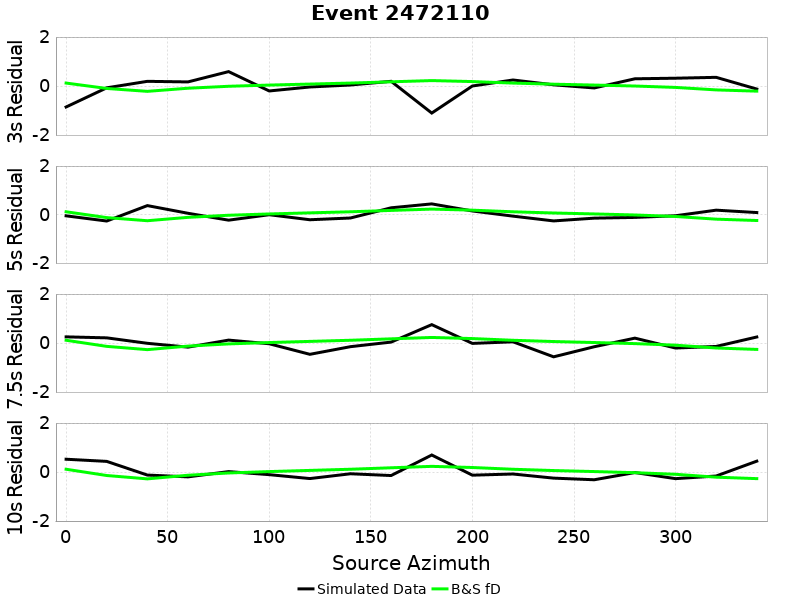 Event 2472110
3s Residual
2
0
-2
5s Residual
2
0
-2
7.5s Residual
2
0
-2
10s Residual
2
0
-2
0 50 100 150 200 250 300
Source Azimuth
Simulated Data B&S fD